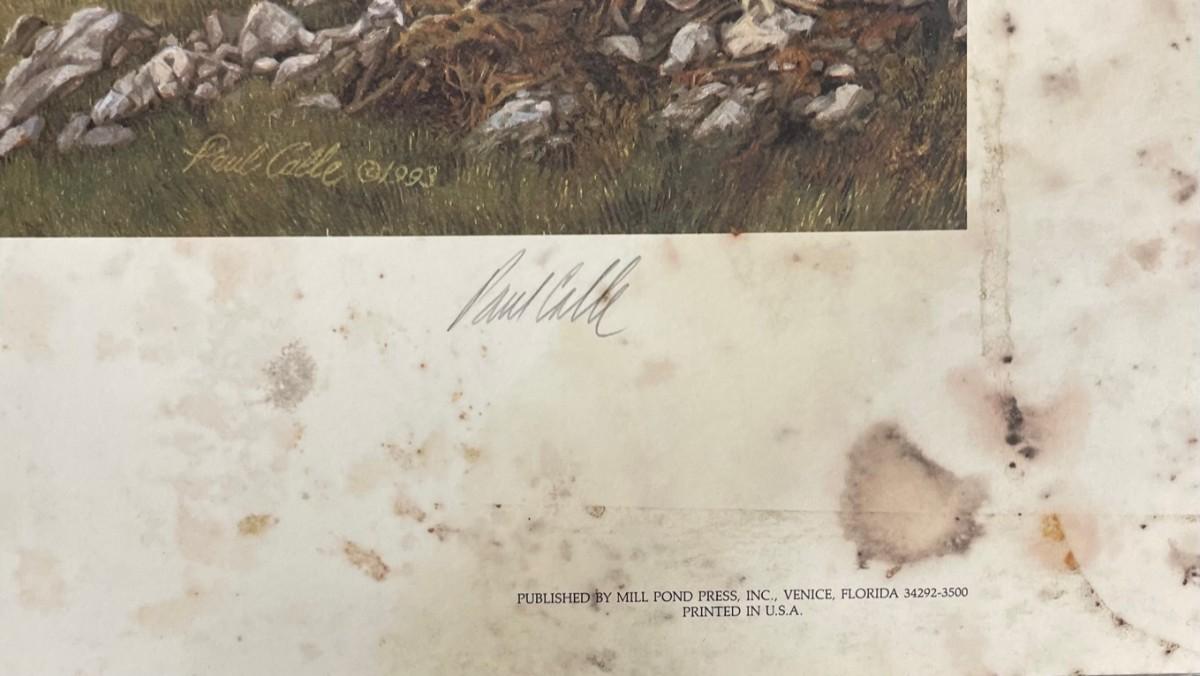 Paul Calle ©1993
Paul Calle
PUBLISHED BY MILL POND PRESS, INC., VENICE, FLORIDA 34292-3500
PRINTED IN U.S.A.